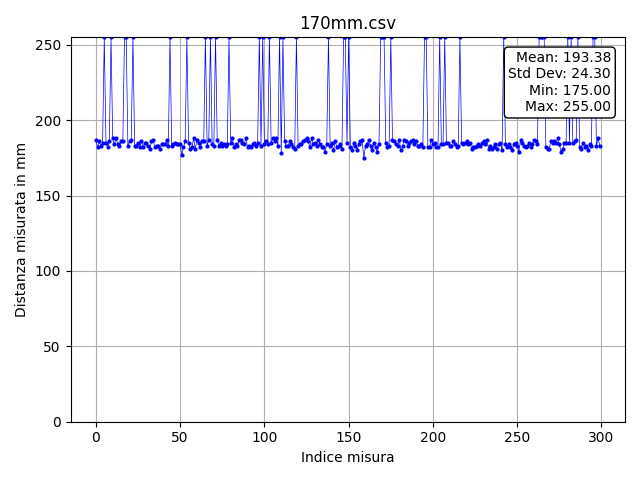 170mm.csv
Distanza misurata in mm
250
200
150
100
50
0
Mean: 193.38
Std Dev: 24.30
Min: 175.00
Max: 255.00
0 50 100 150 200 250 300
Indice misura